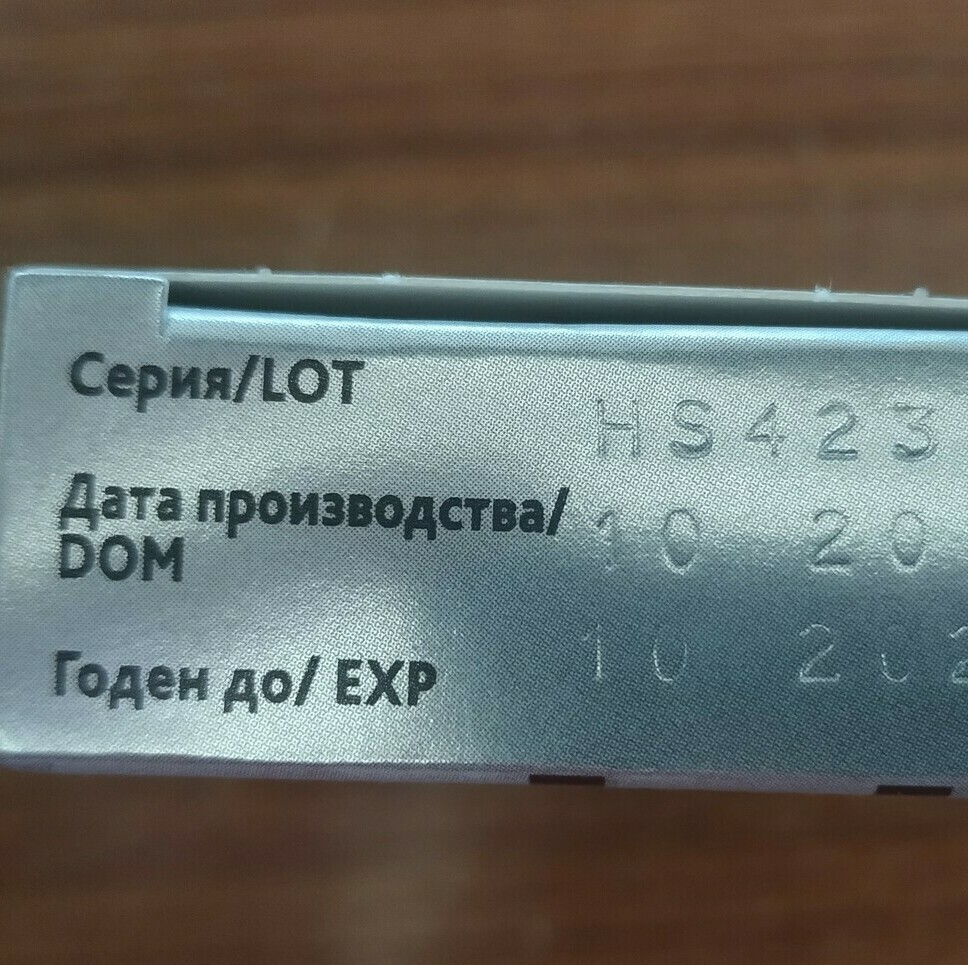 Серия/LOT HS423
Дата производства/ 10 20
DOM
Годен до/ EXP 10 202